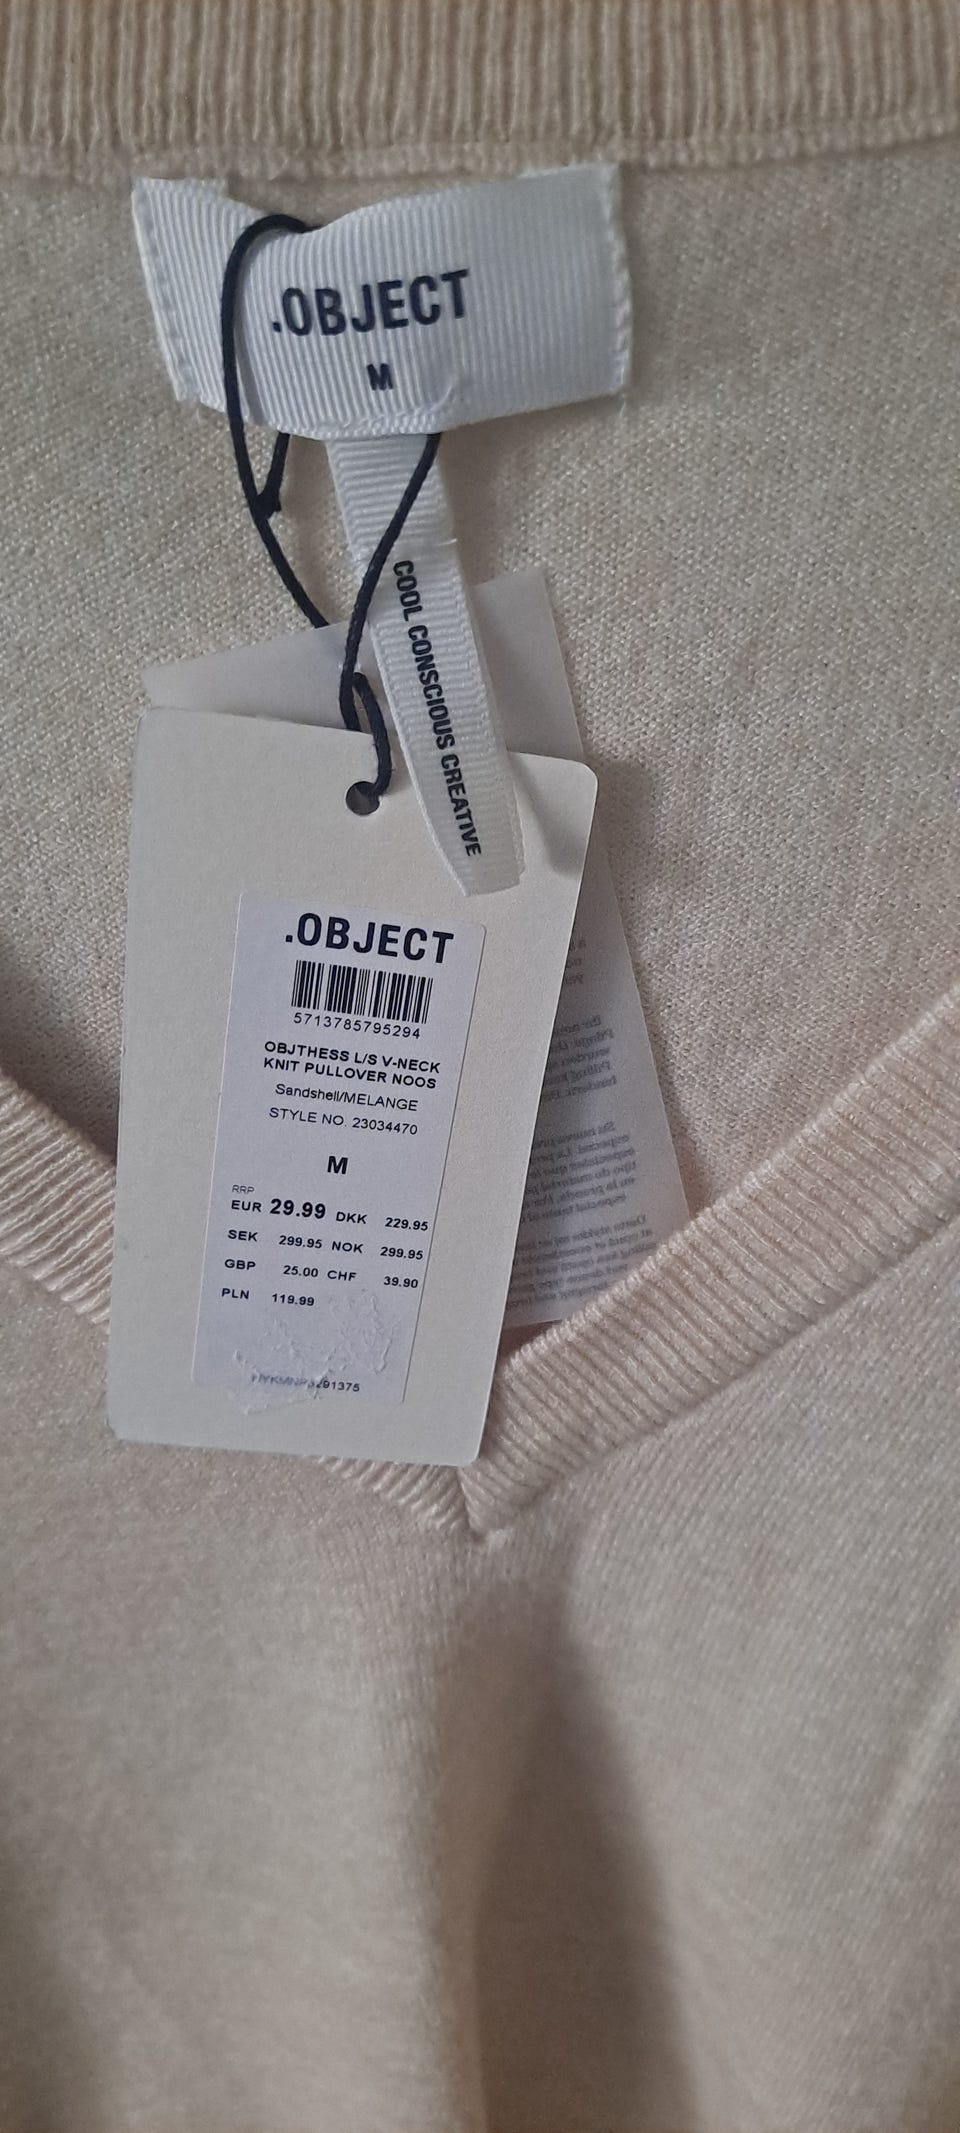 .OBJECT
M
COOL CONSCIOUS CREATIVE
.OBJECT
5713785795294
OBJTHESS L/S V-NECK
KNIT PULLOVER NOOS
Sandshell/MELANGE
STYLE NO. 23034470
M
RRP
EUR 29.99 DKK 229.95
SEK 299.95 NOK 299.95
GBP 25.00 CHF 39.90
PLN 119.99